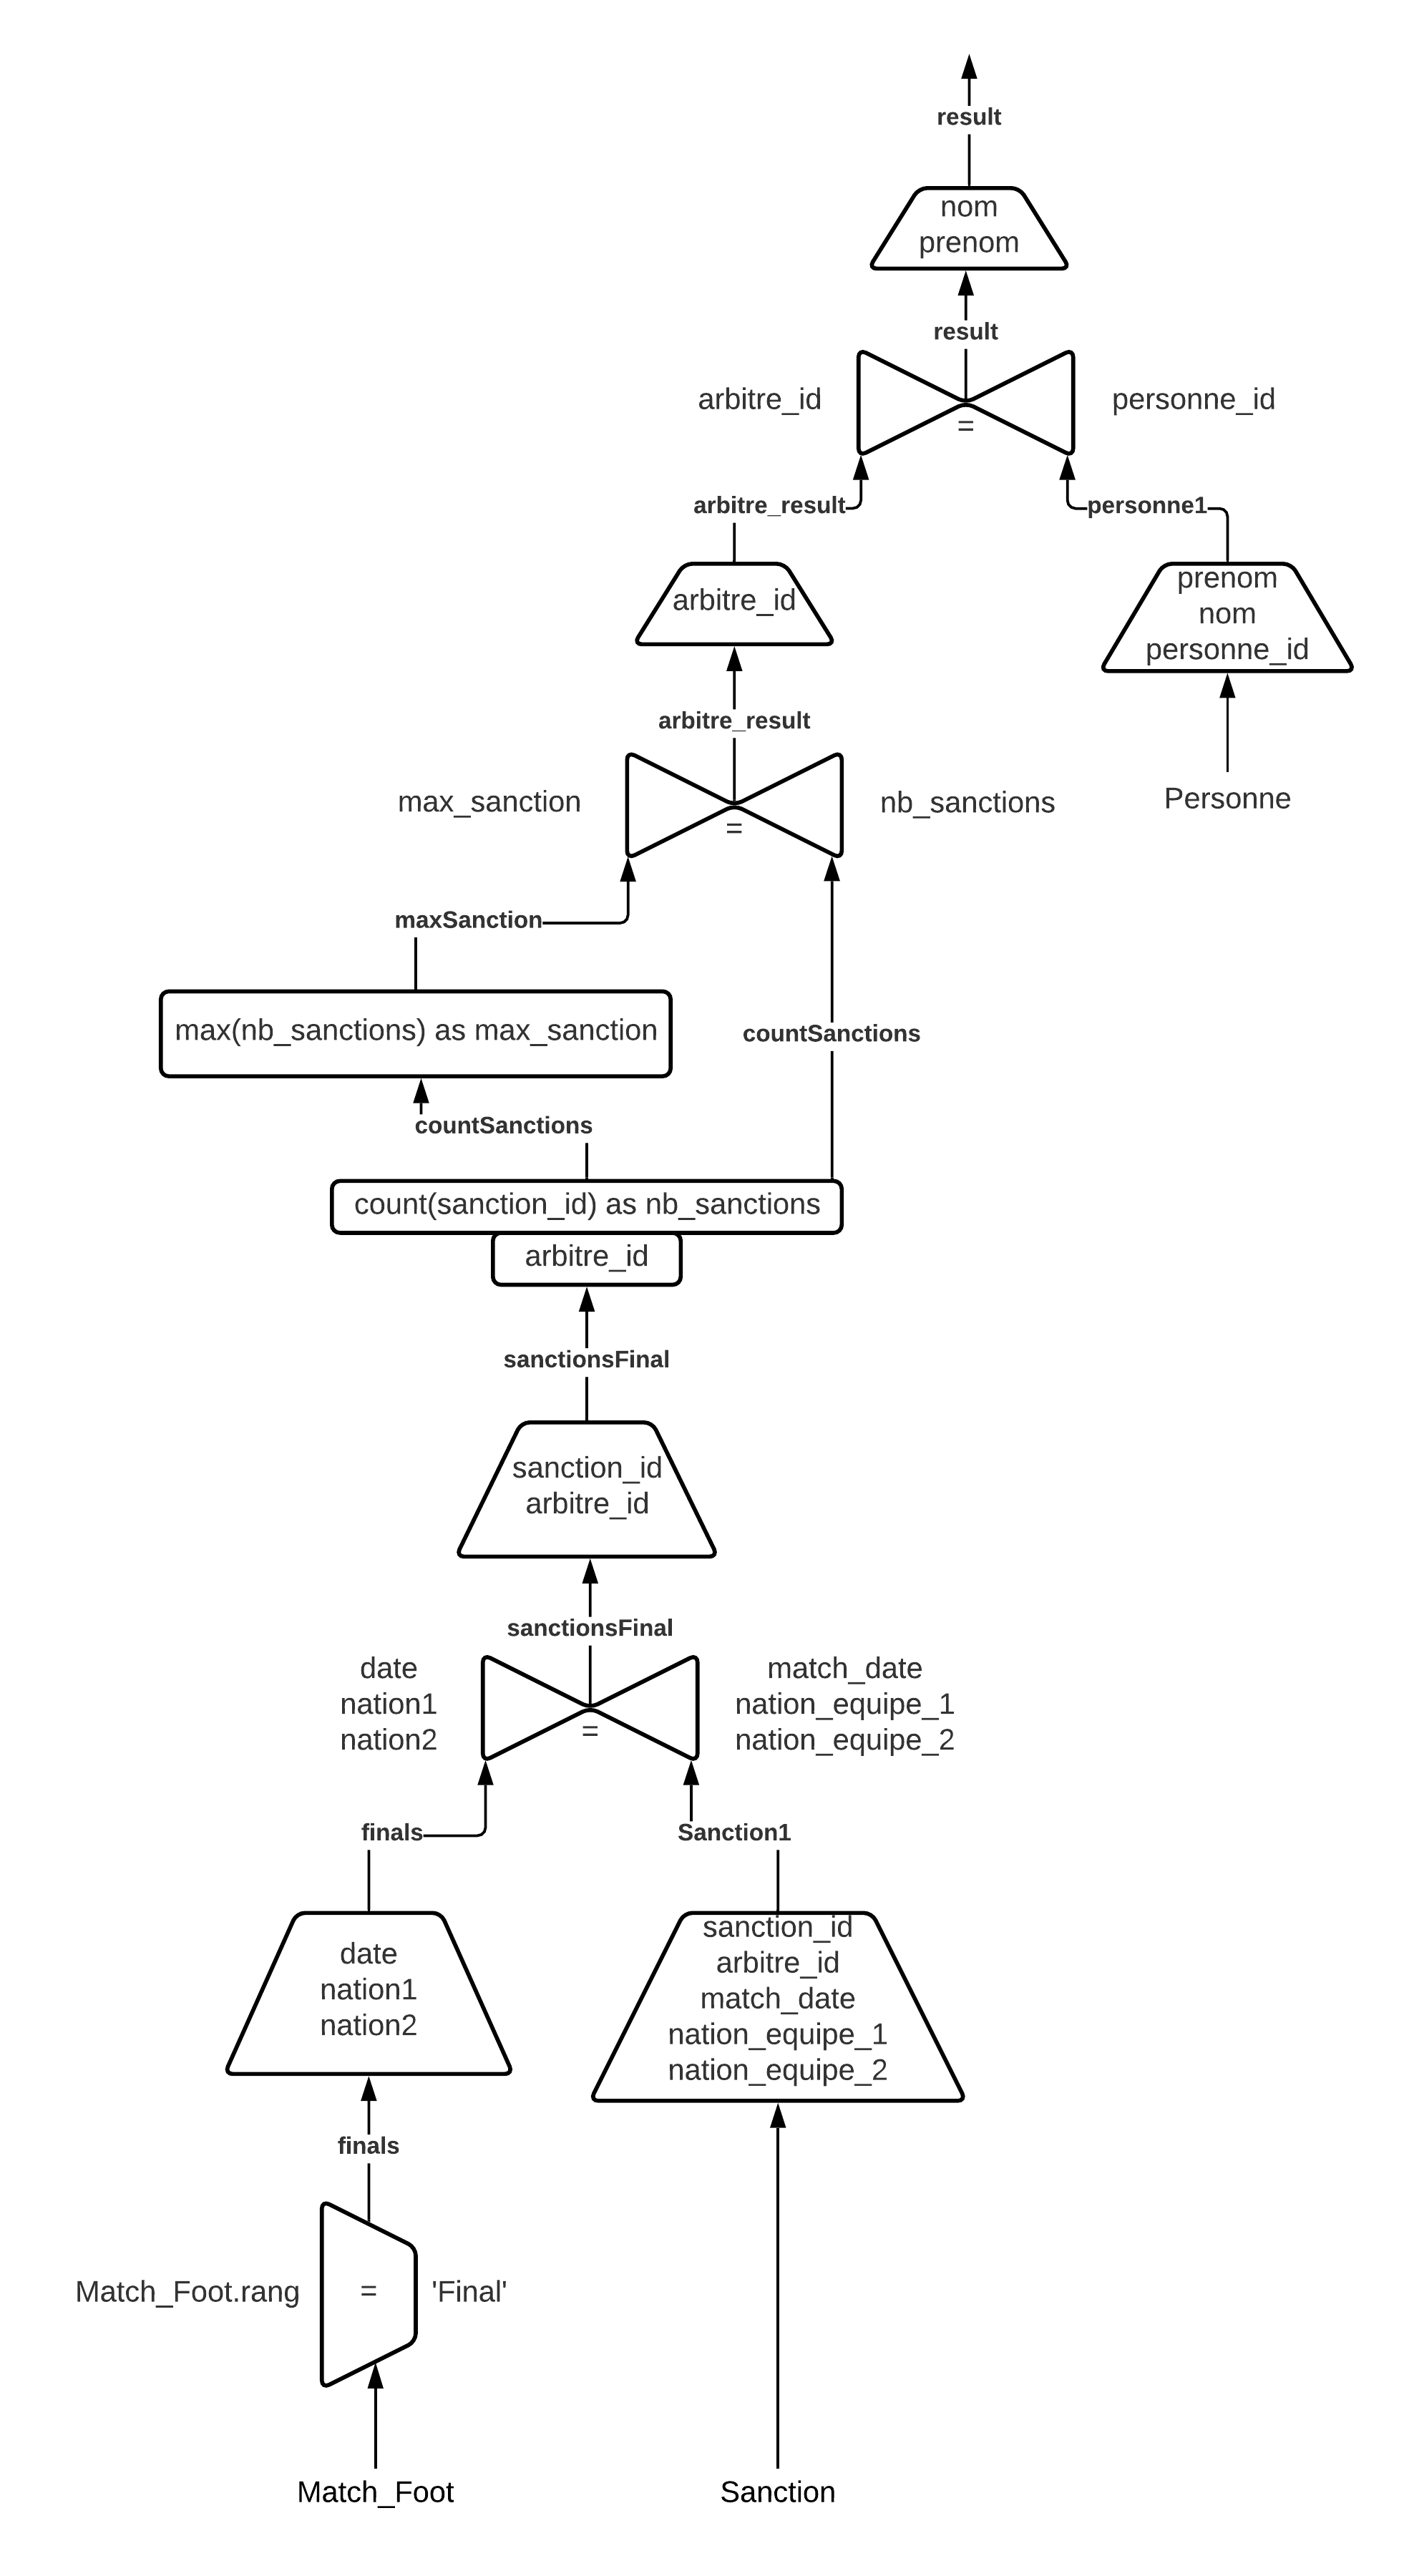 result
nom
prenom
result
arbitre_id
personne_id
=
arbitre_result
personne1
arbitre_id
prenom
nom
personne_id
arbitre_result
Personne
max_sanction
nb_sanctions
=
maxSanction
max(nb_sanctions) as max_sanction
countSanctions
countSanctions
count(sanction_id) as nb_sanctions
arbitre_id
sanctionsFinal
sanction_id
arbitre_id
sanctionsFinal
date
nation1
nation2
=
match_date
nation_equipe_1
nation_equipe_2
finals
Sanction1
date
nation1
nation2
sanction_id
arbitre_id
match_date
nation_equipe_1
nation_equipe_2
finals
Match_Foot.rang
=
'Final'
Match_Foot
Sanction